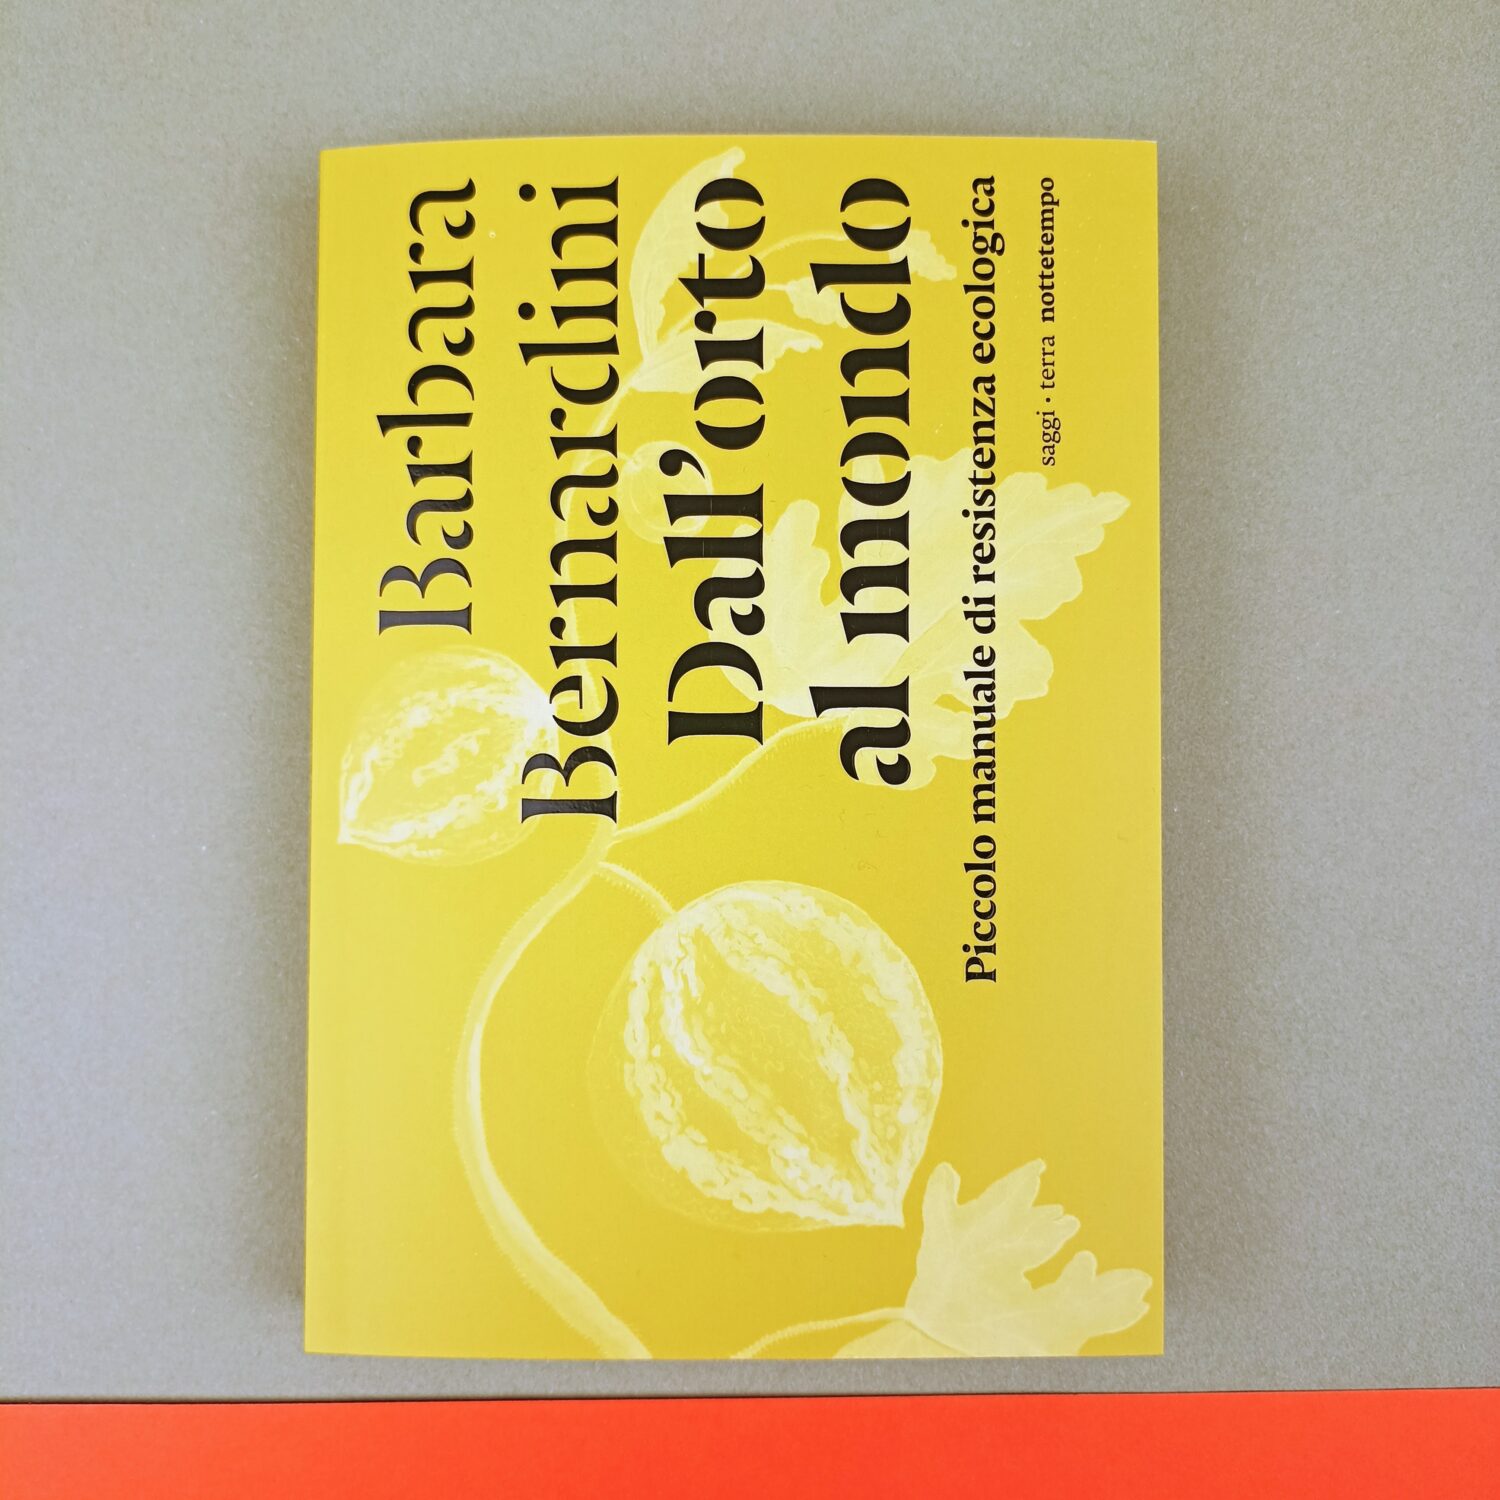 Barbara
Bernardini
Dall’orto
al mondo
Piccolo manuale di resistenza ecologica
saggi · terra nottetempo